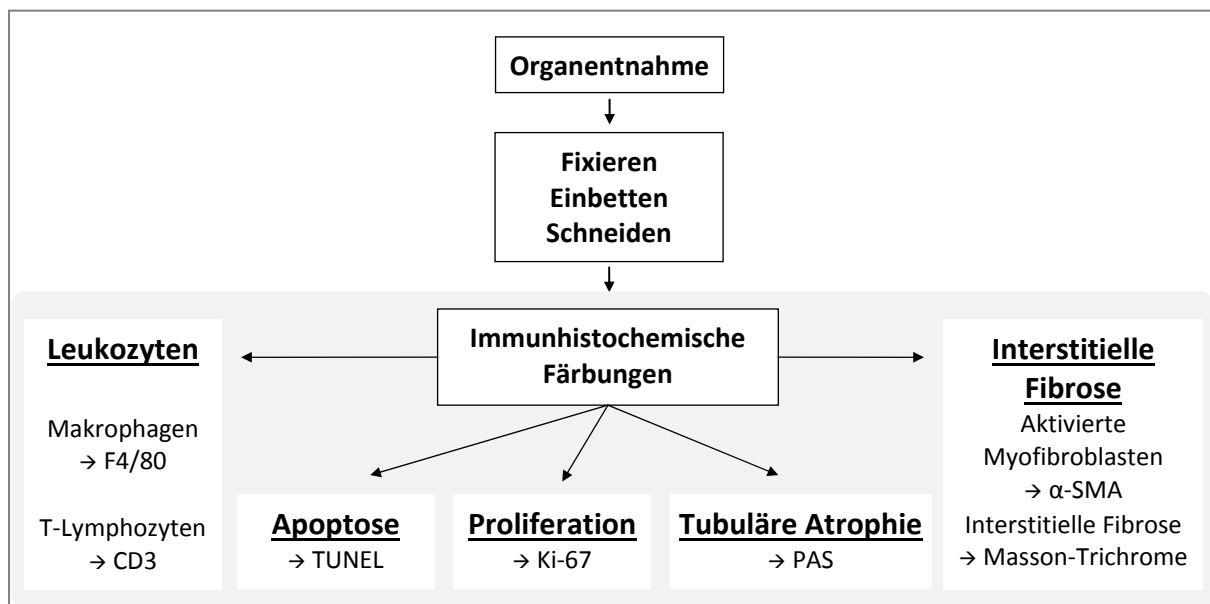 Organentnahme
Fixieren
Einbetten
Schneiden
Immunhistochemische
Färbungen
Leukozyten
Makrophagen
→ F4/80
T-Lymphozyten
→ CD3
Apoptose
→ TUNEL
Proliferation
→ Ki-67
Tubuläre Atrophie
→ PAS
Interstitielle
Fibrose
Aktivierte
Myofibroblasten
→ α-SMA
Interstitielle Fibrose
→ Masson-Trichrome